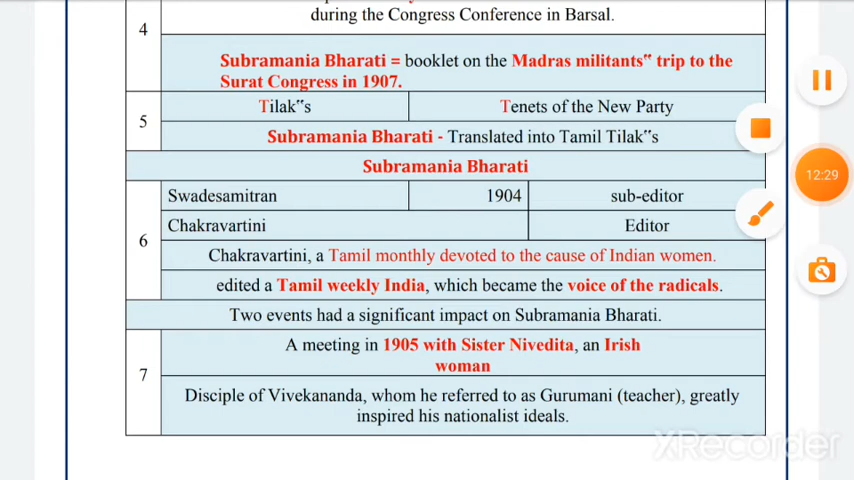 during the Congress Conference in Barsal.
4
Subramania Bharati = booklet on the Madras militants‟ trip to the
Surat Congress in 1907.
5
Tilak‟s Tenets of the New Party
Subramania Bharati - Translated into Tamil Tilak‟s
Subramania Bharati
6
Swadesamitran 1904 sub-editor
Chakravartini Editor
Chakravartini, a Tamil monthly devoted to the cause of Indian women.
edited a Tamil weekly India, which became the voice of the radicals.
Two events had a significant impact on Subramania Bharati.
7
A meeting in 1905 with Sister Nivedita, an Irish
woman
Disciple of Vivekananda, whom he referred to as Gurumani (teacher), greatly
inspired his nationalist ideals.
12:29
XRecorder